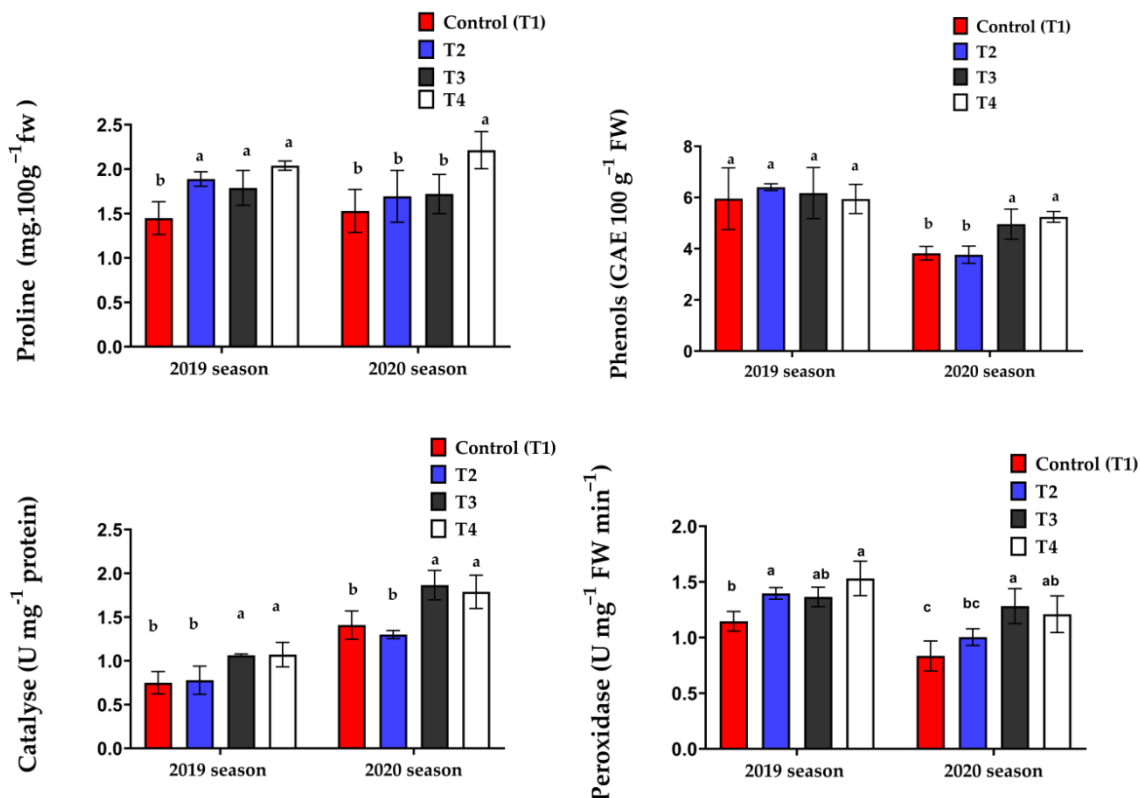 Control (T1)
T2
T3
T4
Proline (mg.100g⁻¹fw )
2.5
2.0
1.5
1.0
0.5
0.0
b
a
a
a
b
b
b
a
2019 season
2020 season
Control (T1)
T2
T3
T4
Phenols (GAE 100 g⁻¹ FW)
8
6
4
2
0
a
a
a
a
b
b
a
a
2019 season
2020 season
Control (T1)
T2
T3
T4
Catalyse (U mg⁻¹ protein)
2.5
2.0
1.5
1.0
0.5
0.0
b
b
a
a
b
b
a
a
2019 season
2020 season
Control (T1)
T2
T3
T4
Peroxidase (U mg⁻¹ FW min⁻¹)
2.0
1.5
1.0
0.5
0.0
b
a
ab
a
c
bc
a
ab
2019 season
2020 season